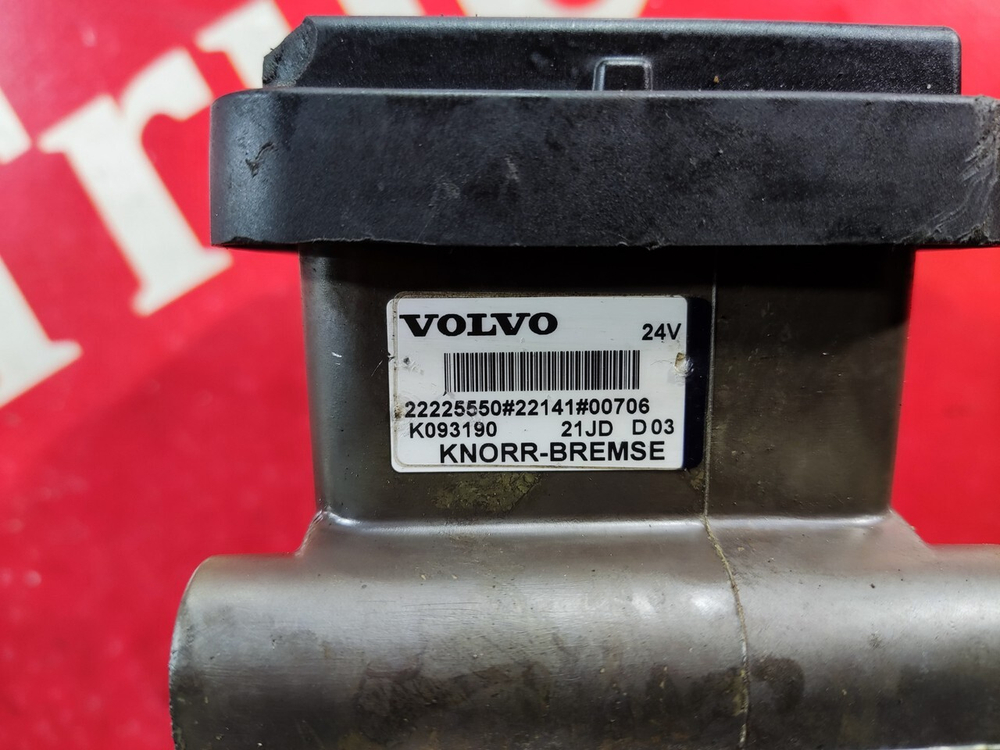 VOLVO
24V
22225550#22141#00706
K093190 21JD D03
KNORR-BREMSE